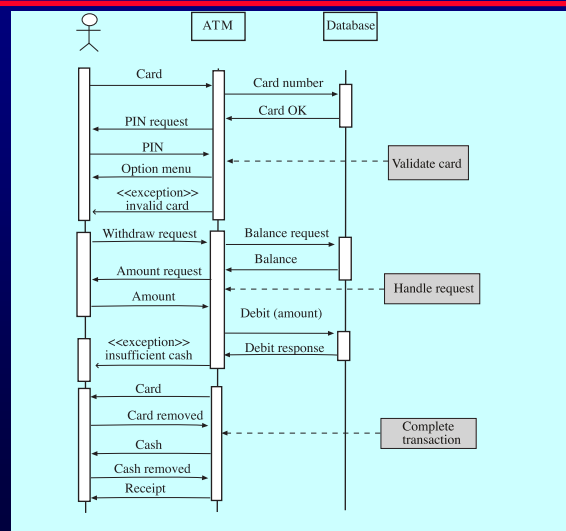 ATM
Database
Card
Card number
Card OK
PIN request
PIN
Validate card
Option menu
<<exception>>
invalid card
Withdraw request
Balance request
Balance
Amount request
Handle request
Amount
Debit (amount)
<<exception>>
insufficient cash
Debit response
Card
Card removed
Complete
transaction
Cash
Cash removed
Receipt